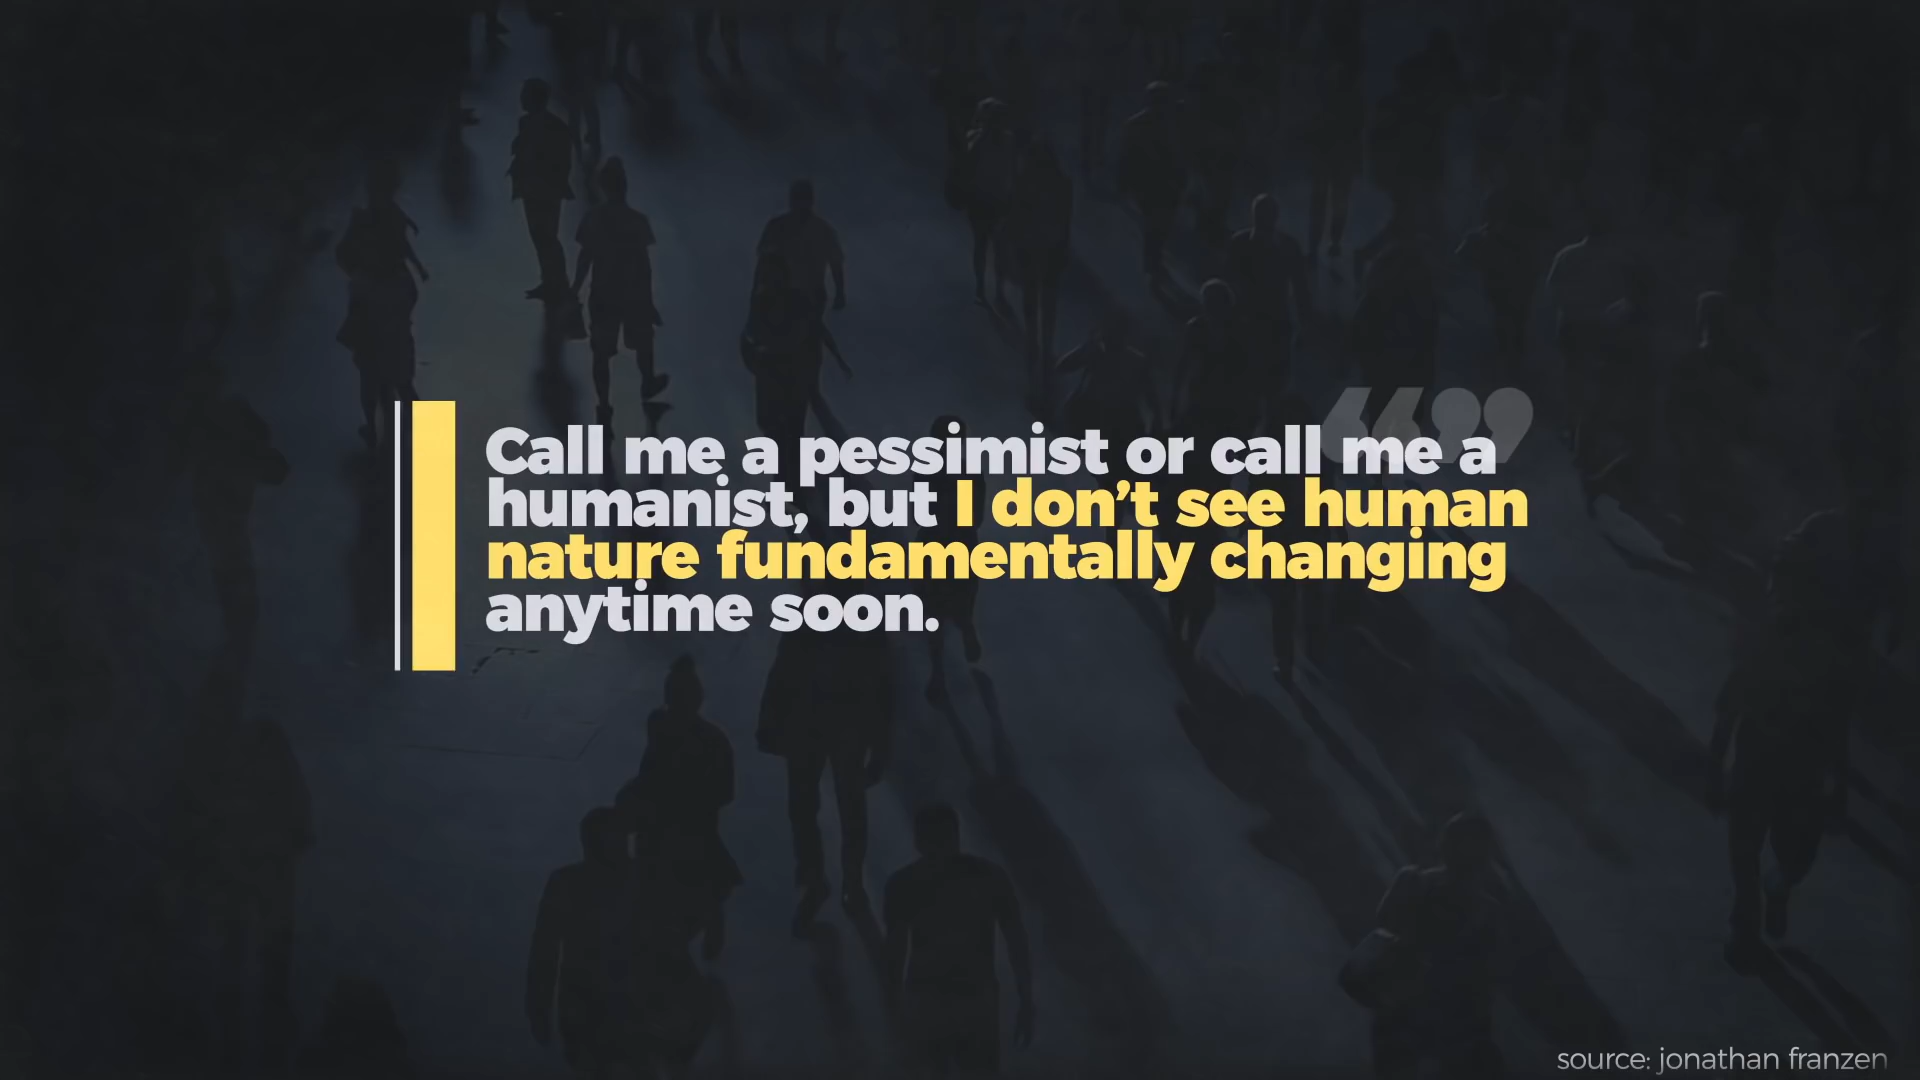 Call me a pessimist or call me a
humanist, but I don’t see human
nature fundamentally changing
anytime soon.
source: jonathan franzen